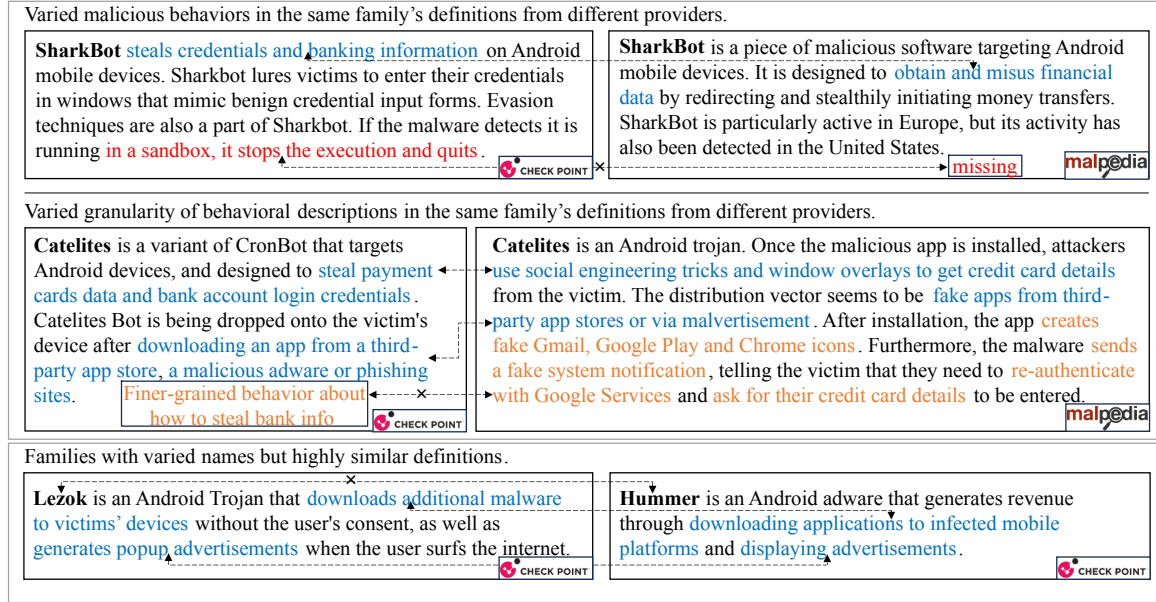 Varied malicious behaviors in the same family's definitions from different providers.
SharkBot steals credentials and banking information on Android
mobile devices. Sharkbot lures victims to enter their credentials
in windows that mimic benign credential input forms. Evasion
techniques are also a part of Sharkbot. If the malware detects it is
running in a sandbox, it stops the execution and quits.
CHECK POINT
SharkBot is a piece of malicious software targeting Android
mobile devices. It is designed to obtain and misus financial
data by redirecting and stealthily initiating money transfers.
SharkBot is particularly active in Europe, but its activity has
also been detected in the United States.
missing
malpedia
Varied granularity of behavioral descriptions in the same family's definitions from different providers.
Catelites is a variant of CronBot that targets
Android devices, and designed to steal payment
cards data and bank account login credentials.
Catelites Bot is being dropped onto the victim's
device after downloading an app from a third-
party app store, a malicious adware or phishing
sites.
Finer-grained behavior about
how to steal bank info
CHECK POINT
Catelites is an Android trojan. Once the malicious app is installed, attackers
use social engineering tricks and window overlays to get credit card details
from the victim. The distribution vector seems to be fake apps from third-
party app stores or via malvertisement. After installation, the app creates
fake Gmail, Google Play and Chrome icons. Furthermore, the malware sends
a fake system notification, telling the victim that they need to re-authenticate
with Google Services and ask for their credit card details to be entered.
malpedia
Families with varied names but highly similar definitions.
Lezok is an Android Trojan that downloads additional malware
to victims' devices without the user's consent, as well as
generates popup advertisements when the user surfs the internet.
CHECK POINT
Hummer is an Android adware that generates revenue
through downloading applications to infected mobile
platforms and displaying advertisements.
CHECK POINT